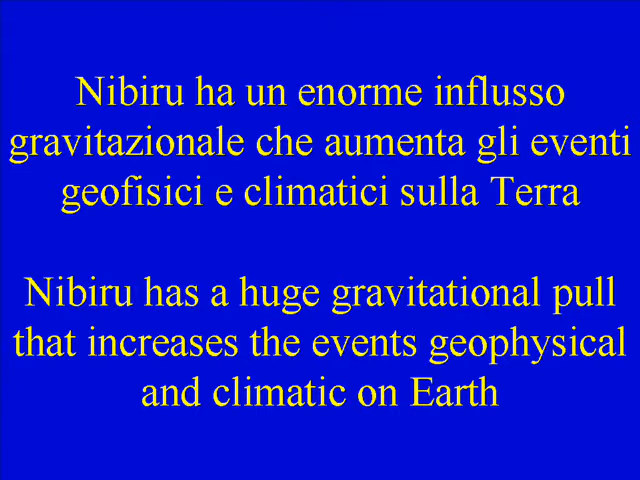 Nibiru ha un enorme influsso
gravitazionale che aumenta gli eventi
geofisici e climatici sulla Terra
Nibiru has a huge gravitational pull
that increases the events geophysical
and climatic on Earth